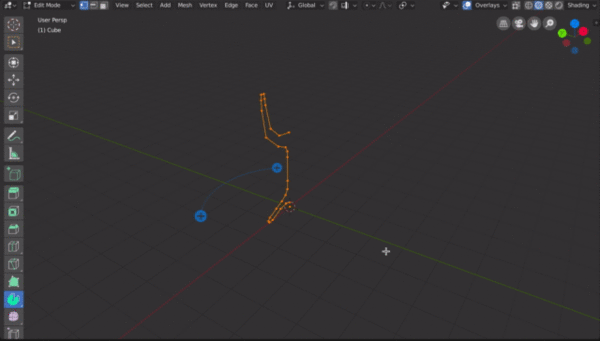 Edit Mode View Select Add Mesh Vertex Edge Face UV Global Overlays Shading
User Persp
(1) Cube
Y